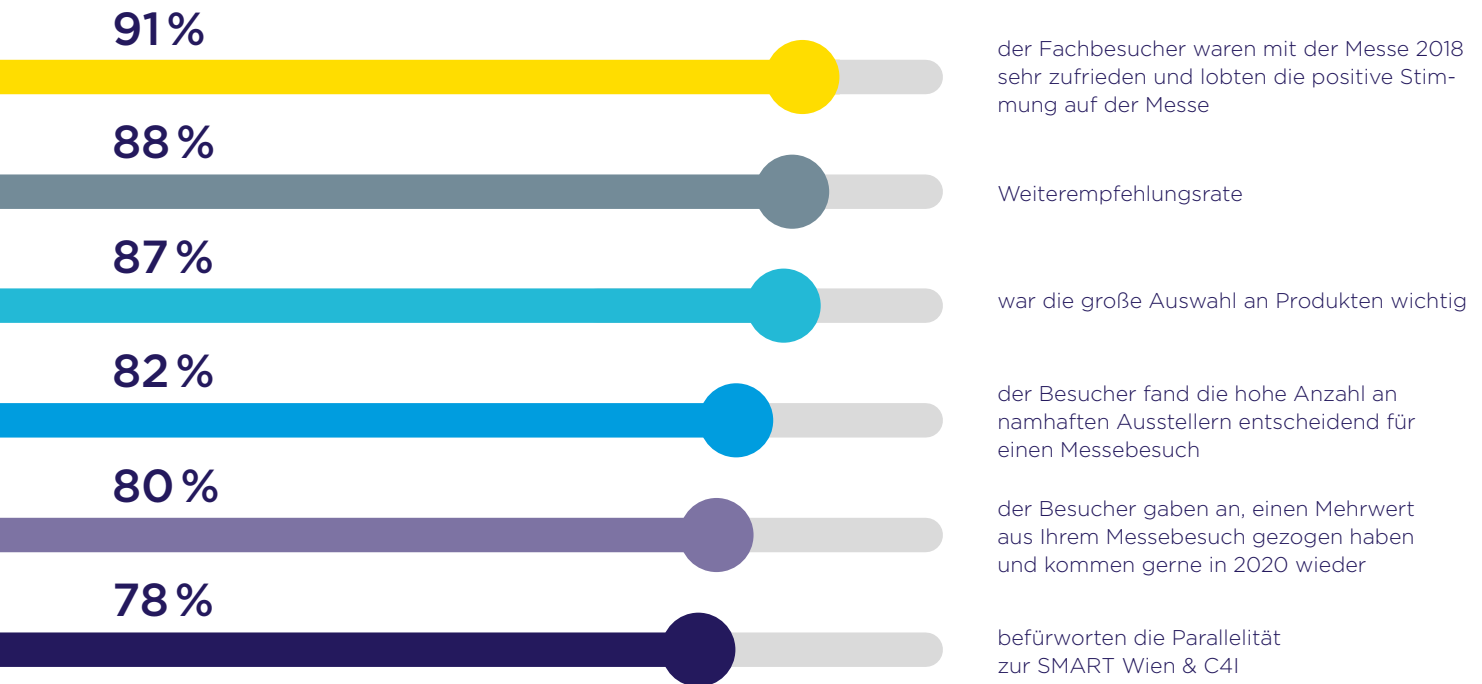 91 %
der Fachbesucher waren mit der Messe 2018
sehr zufrieden und lobten die positive Stim-
mung auf der Messe
88 %
Weiterempfehlungsrate
87 %
war die große Auswahl an Produkten wichtig
82 %
der Besucher fand die hohe Anzahl an
namhaften Ausstellern entscheidend für
einen Messebesuch
80 %
der Besucher gaben an, einen Mehrwert
aus Ihrem Messebesuch gezogen haben
und kommen gerne in 2020 wieder
78 %
befürworten die Parallelität
zur SMART Wien & C4I